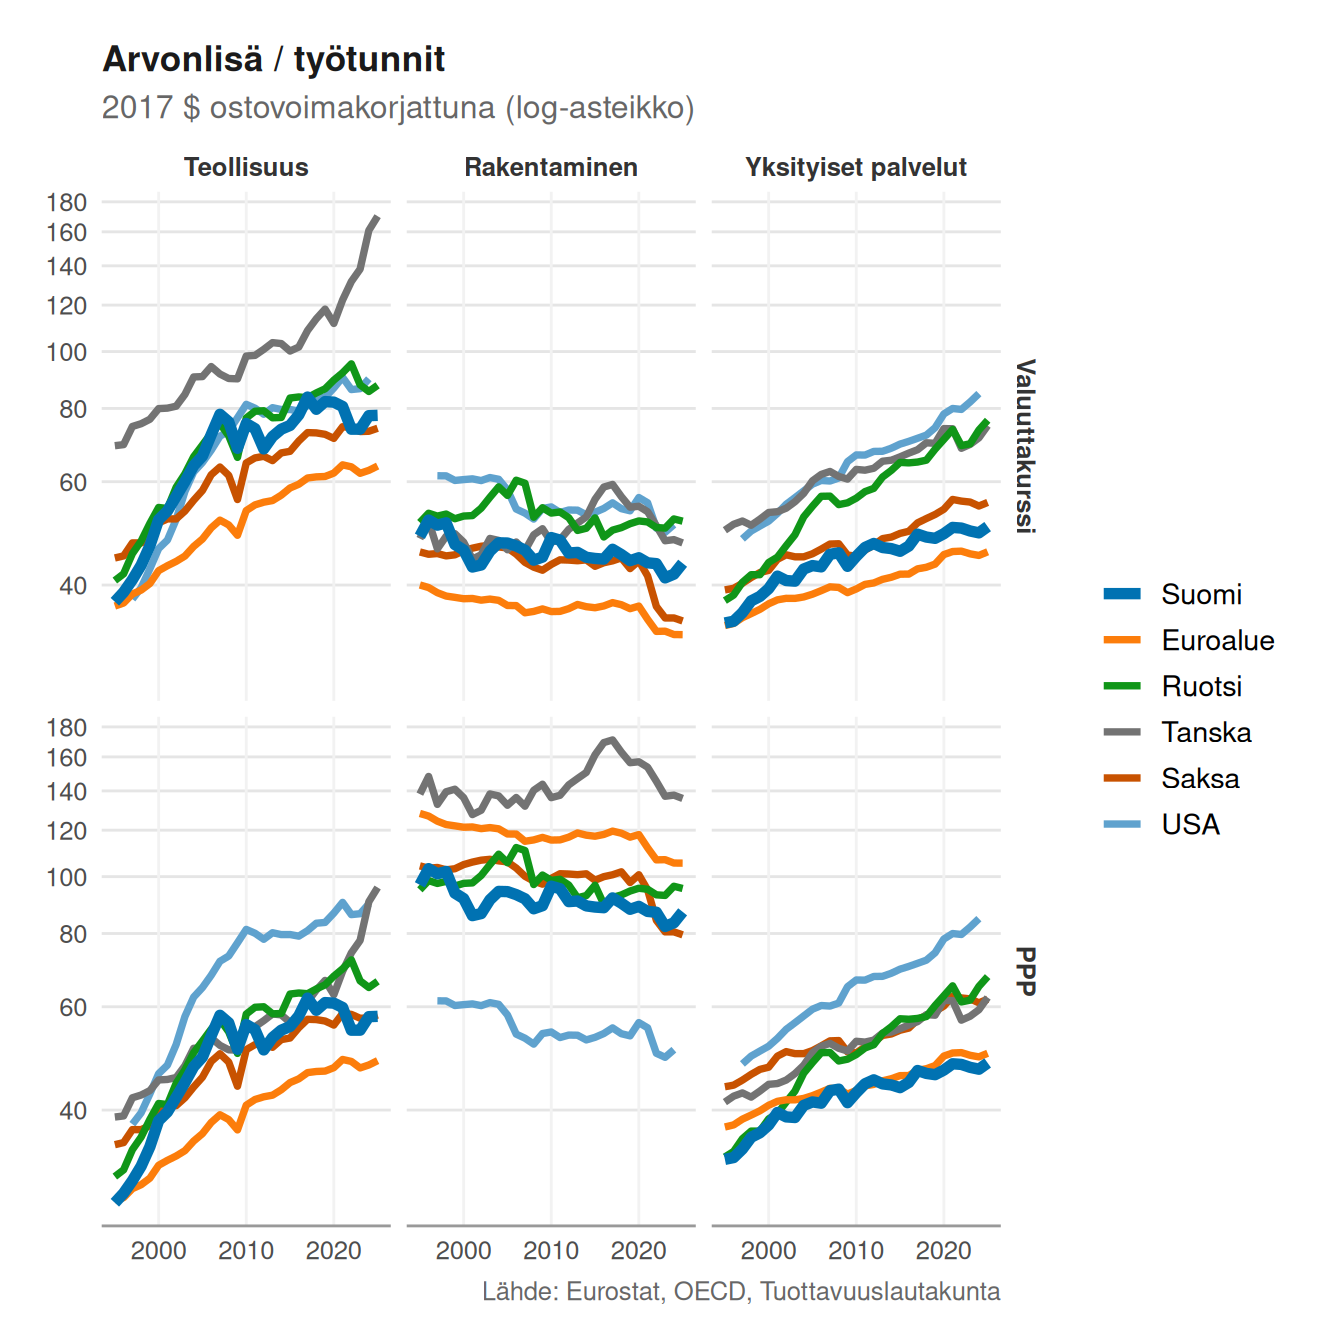 Arvonlisä / työtunnit
2017 $ ostovoimakorjattuna (log-asteikko)
Teollisuus
Rakentaminen
Yksityiset palvelut
180
160
140
120
100
80
60
40
Valuuttakurssi
180
160
140
120
100
80
60
40
PPP
2000
2010
2020
2000
2010
2020
2000
2010
2020
Suomi
Euroalue
Ruotsi
Tanska
Saksa
USA
Lähde: Eurostat, OECD, Tuottavuuslautakunta